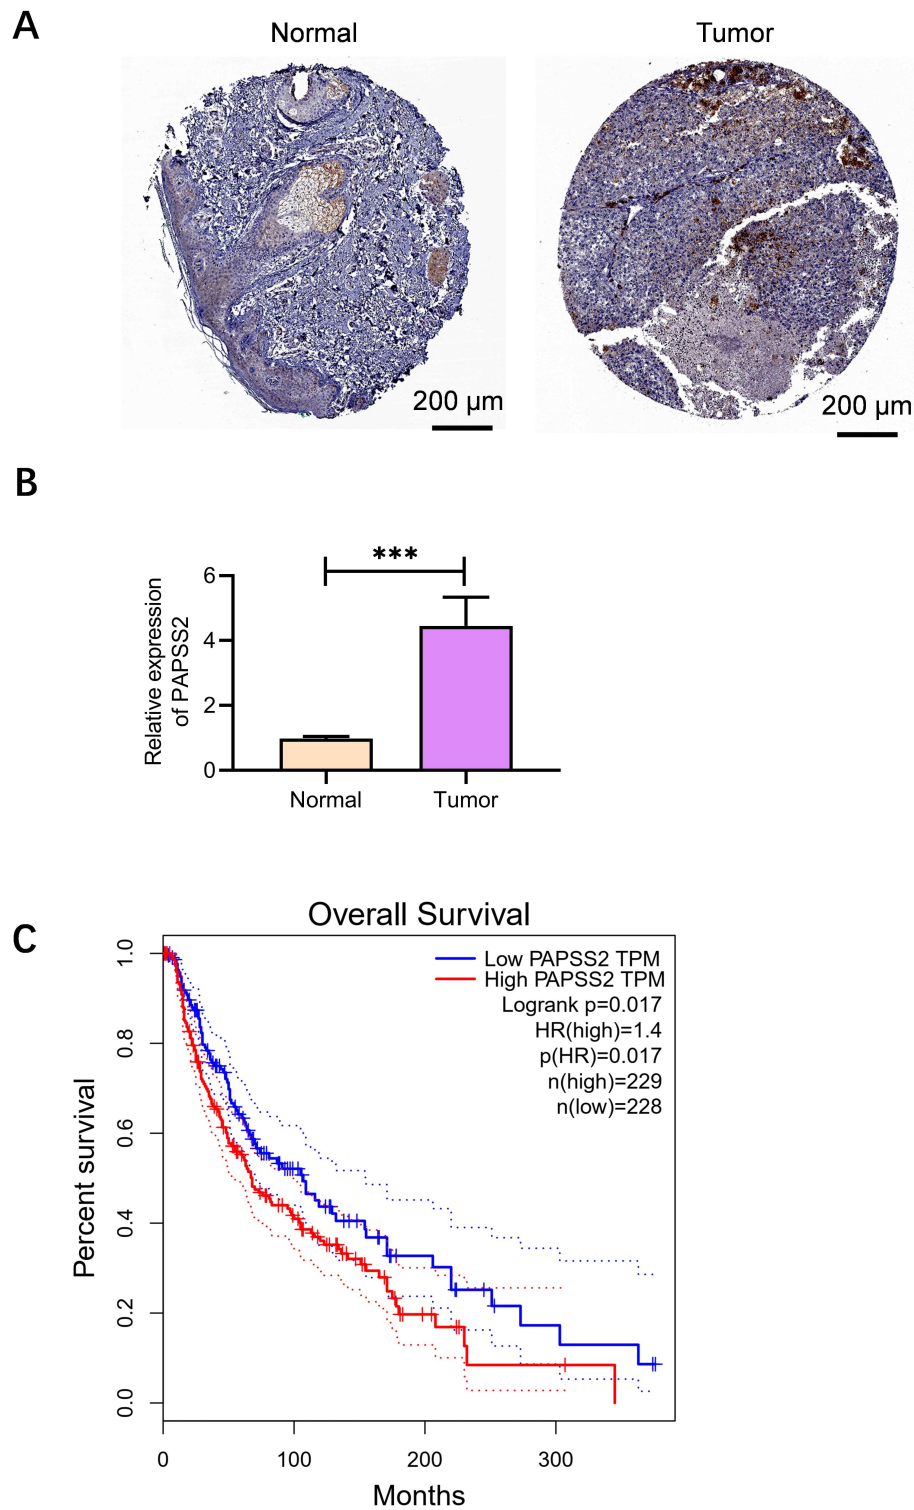 A
Normal
Tumor
200 µm
200 µm
B
***
Relative expression
of PAPSS2
6
4
2
0
Normal
Tumor
C
Overall Survival
Low PAPSS2 TPM
High PAPSS2 TPM
Logrank p=0.017
HR(high)=1.4
p(HR)=0.017
n(high)=229
n(low)=228
Percent survival
1.0
0.8
0.6
0.4
0.2
0.0
0
100
200
300
Months